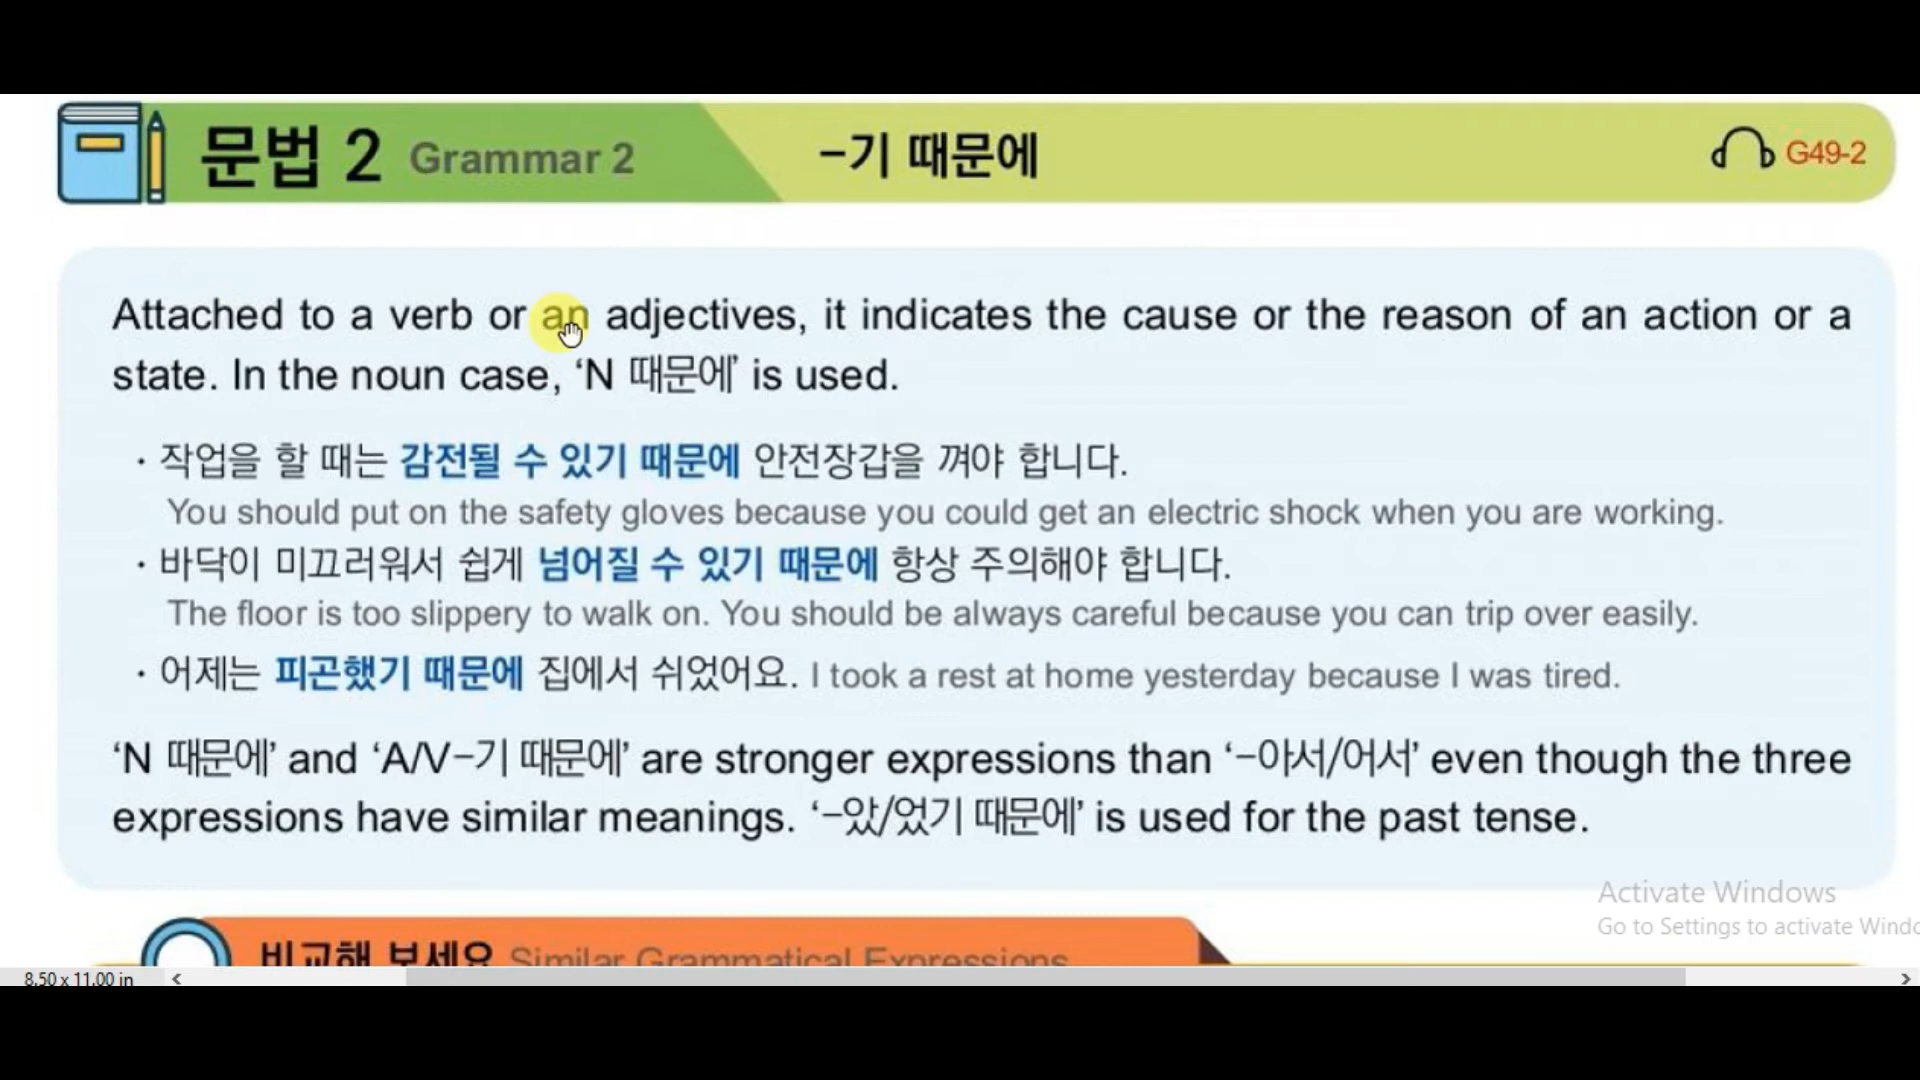 문법 2 Grammar 2 -기 때문에 G49-2
Attached to a verb or an adjectives, it indicates the cause or the reason of an action or a
state. In the noun case, ‘N 때문에’ is used.
· 작업을 할 때는 감전될 수 있기 때문에 안전장갑을 껴야 합니다.
You should put on the safety gloves because you could get an electric shock when you are working.
· 바닥이 미끄러워서 쉽게 넘어질 수 있기 때문에 항상 주의해야 합니다.
The floor is too slippery to walk on. You should be always careful because you can trip over easily.
· 어제는 피곤했기 때문에 집에서 쉬었어요. I took a rest at home yesterday because I was tired.
‘N 때문에’ and ‘A/V-기 때문에’ are stronger expressions than ‘-아서/어서’ even though the three
expressions have similar meanings. ‘-았/었기 때문에’ is used for the past tense.
Activate Windows
Go to Settings to activate Windo
비교해 보세요 Similar Grammatical Expressions
8.50 x 11.00 in